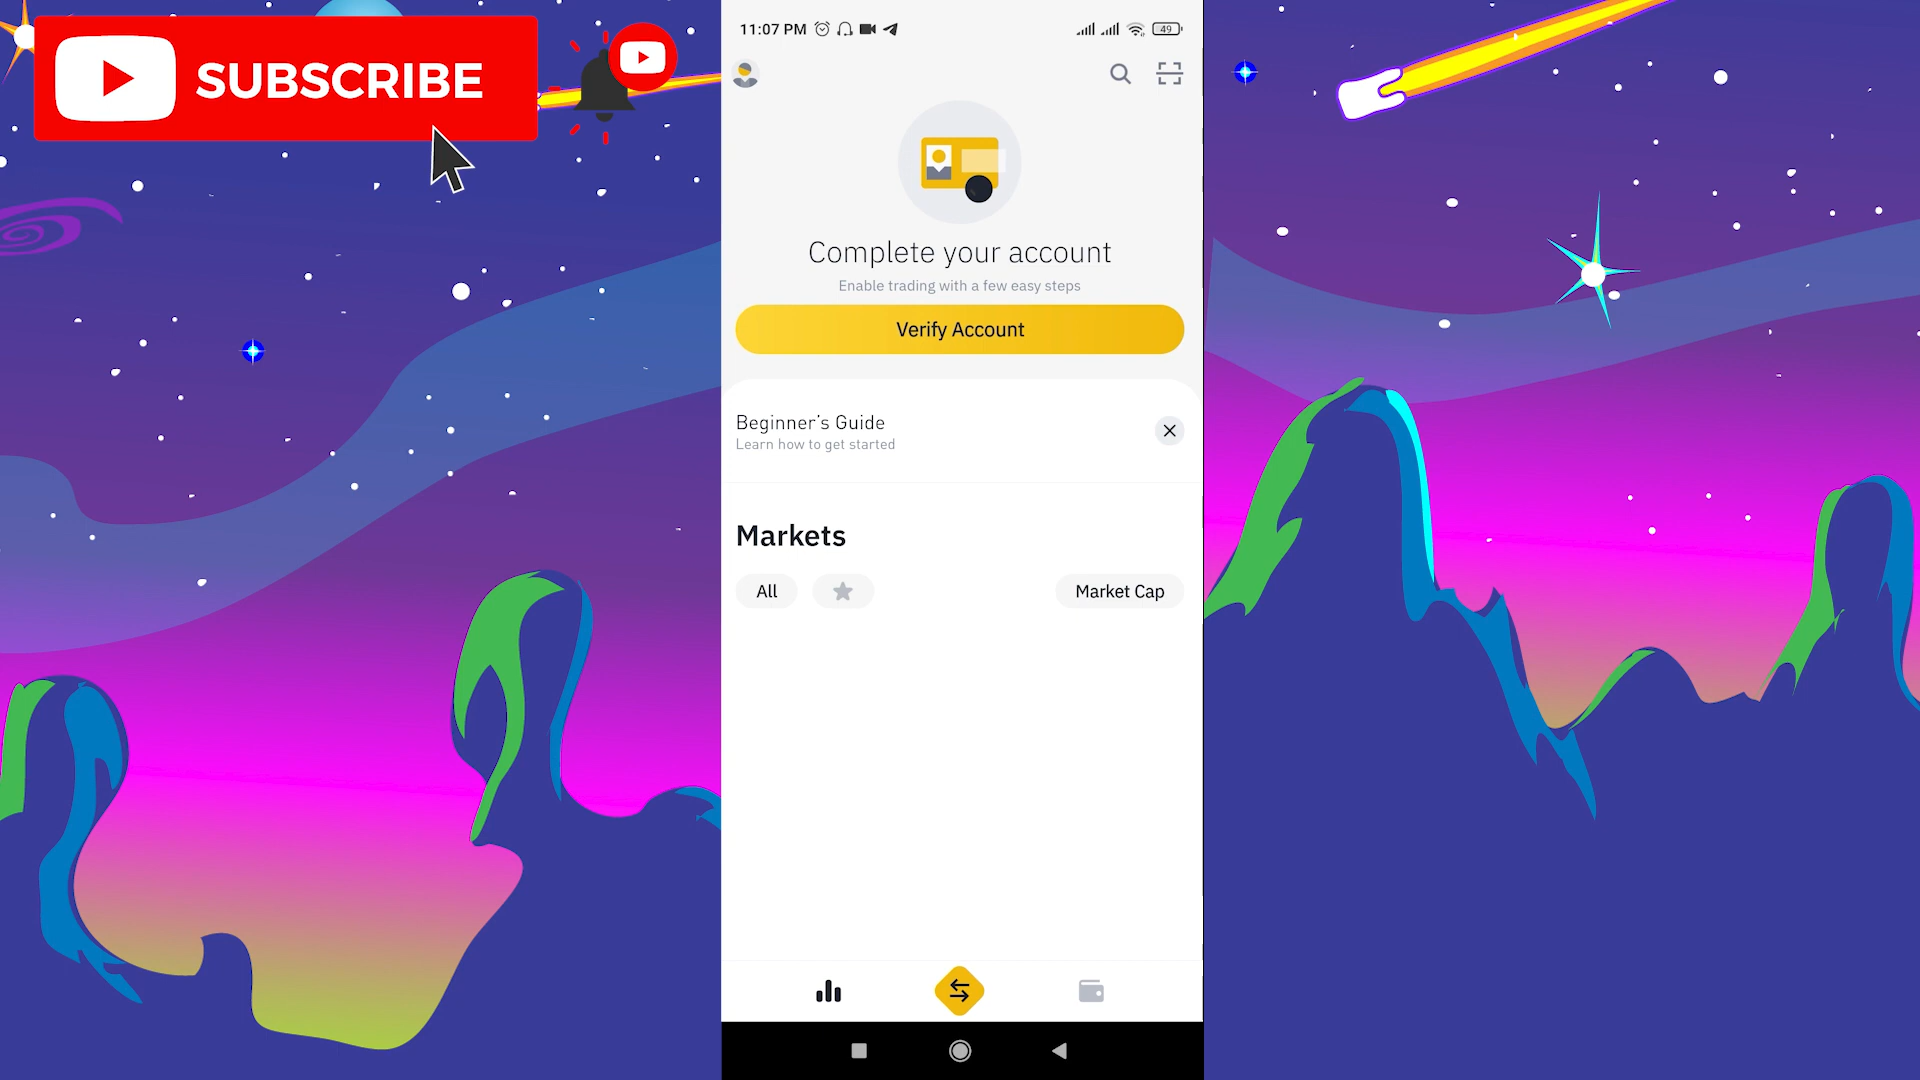 SUBSCRIBE
11:07 PM
49
Complete your account
Enable trading with a few easy steps
Verify Account
Beginner's Guide
Learn how to get started
Markets
All
Market Cap